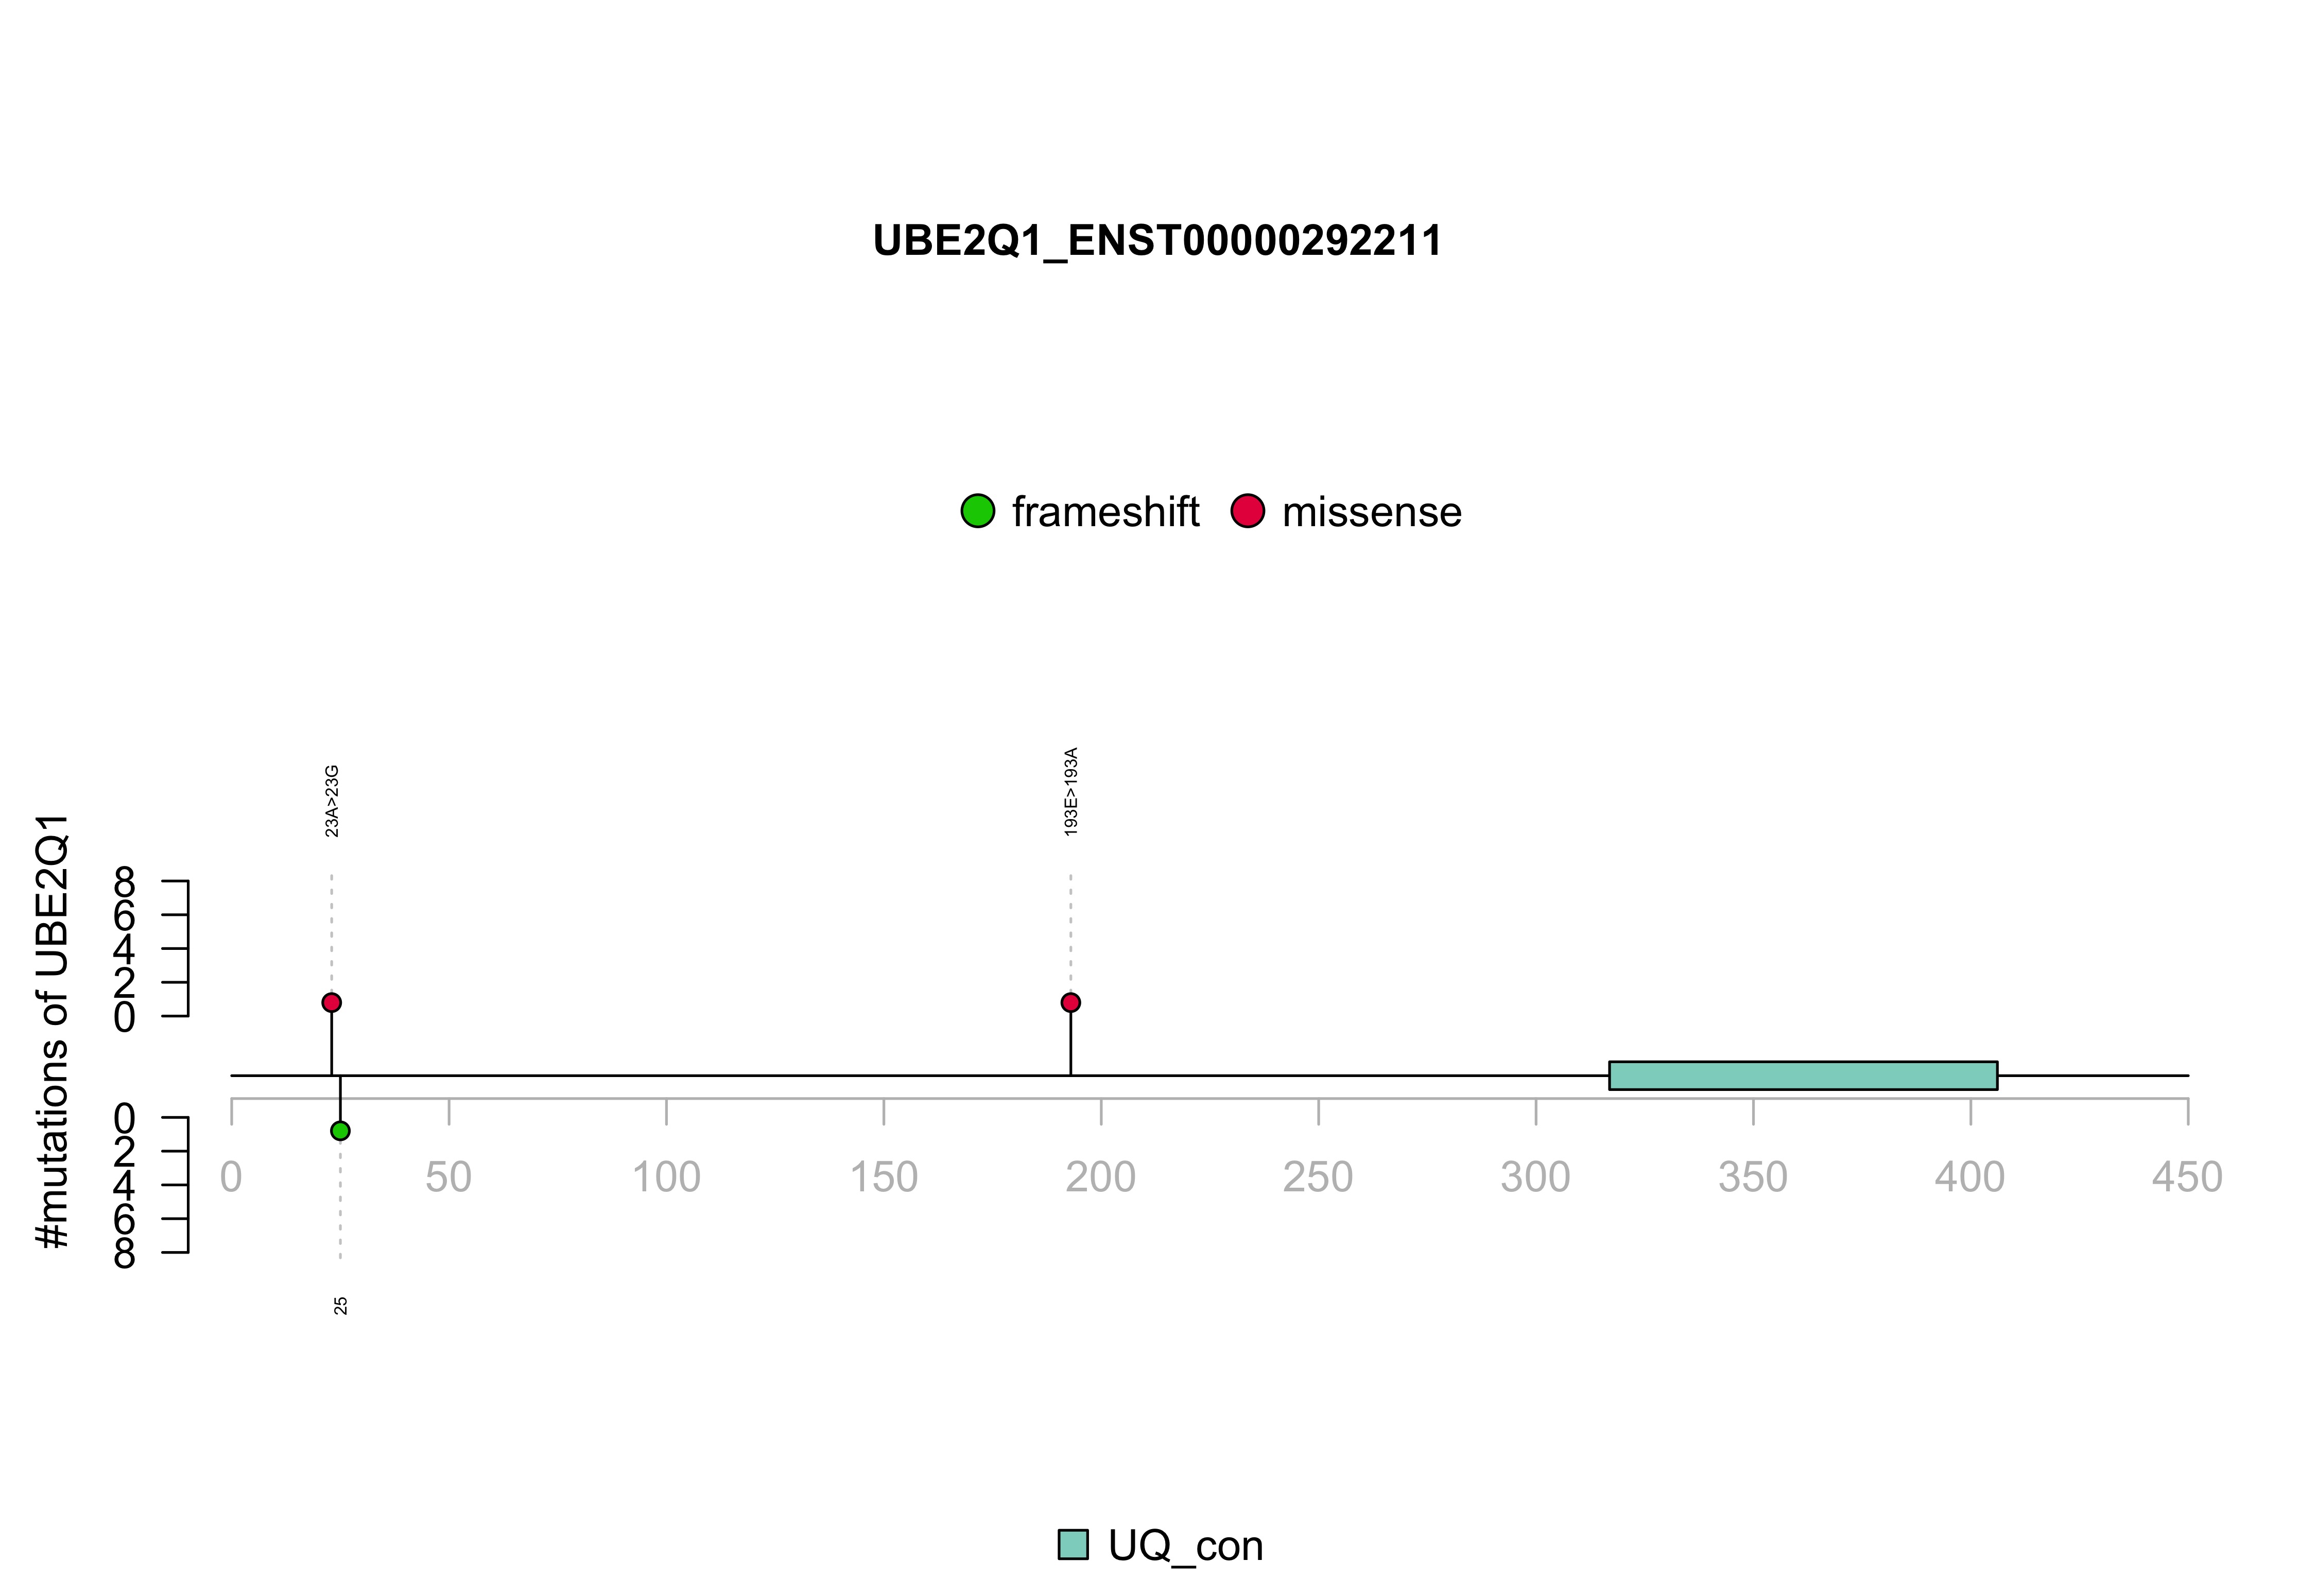 UBE2Q1_ENST00000292211
frameshift missense
23A>23G
193E>193A
#mutations of UBE2Q1
8
6
4
2
0
0
2
4
6
8
0 50 100 150 200 250 300 350 400 450
25
UQ_con